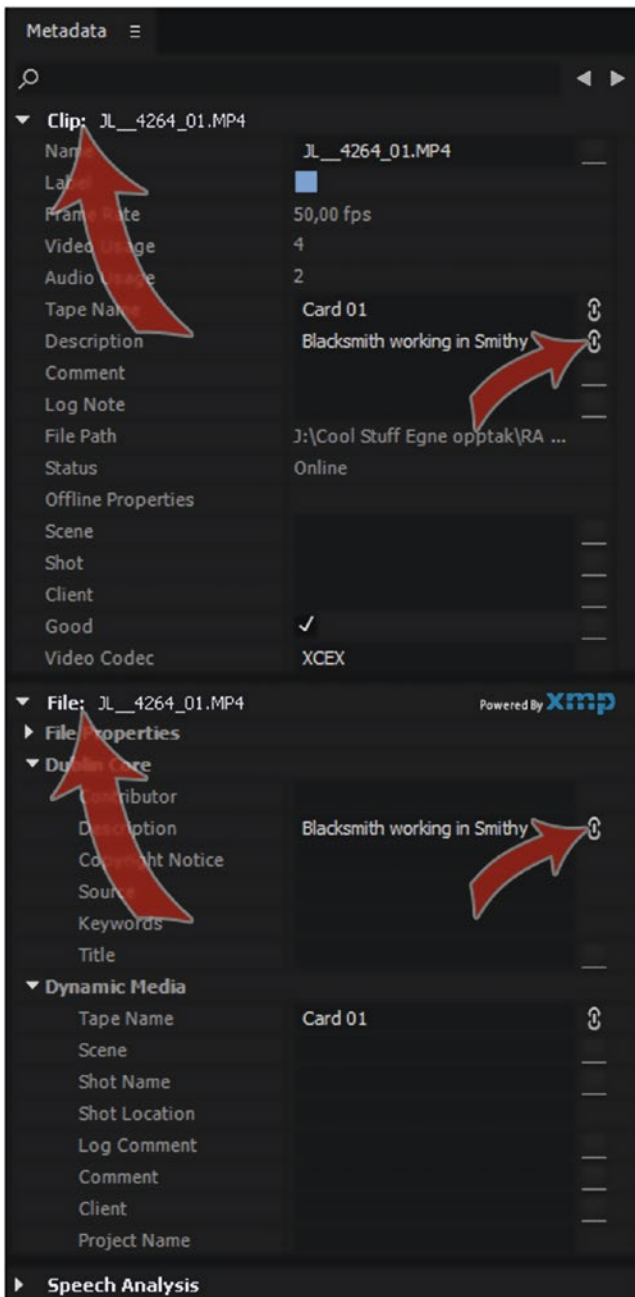 Metadata
Clip: JL__4264_01.MP4
Name JL__4264_01.MP4
Label
Frame Rate 50,00 fps
Video Usage 4
Audio Usage 2
Tape Name Card 01
Description Blacksmith working in Smithy
Comment
Log Note
File Path J:\Cool Stuff Egne opptak\RA ...
Status Online
Offline Properties
Scene
Shot
Client
Good
Video Codec XCEX
File: JL__4264_01.MP4 Powered By xmp
File Properties
Dublin Core
Contributor
Description Blacksmith working in Smithy
Copyright Notice
Source
Keywords
Title
Dynamic Media
Tape Name Card 01
Scene
Shot Name
Shot Location
Log Comment
Comment
Client
Project Name
Speech Analysis